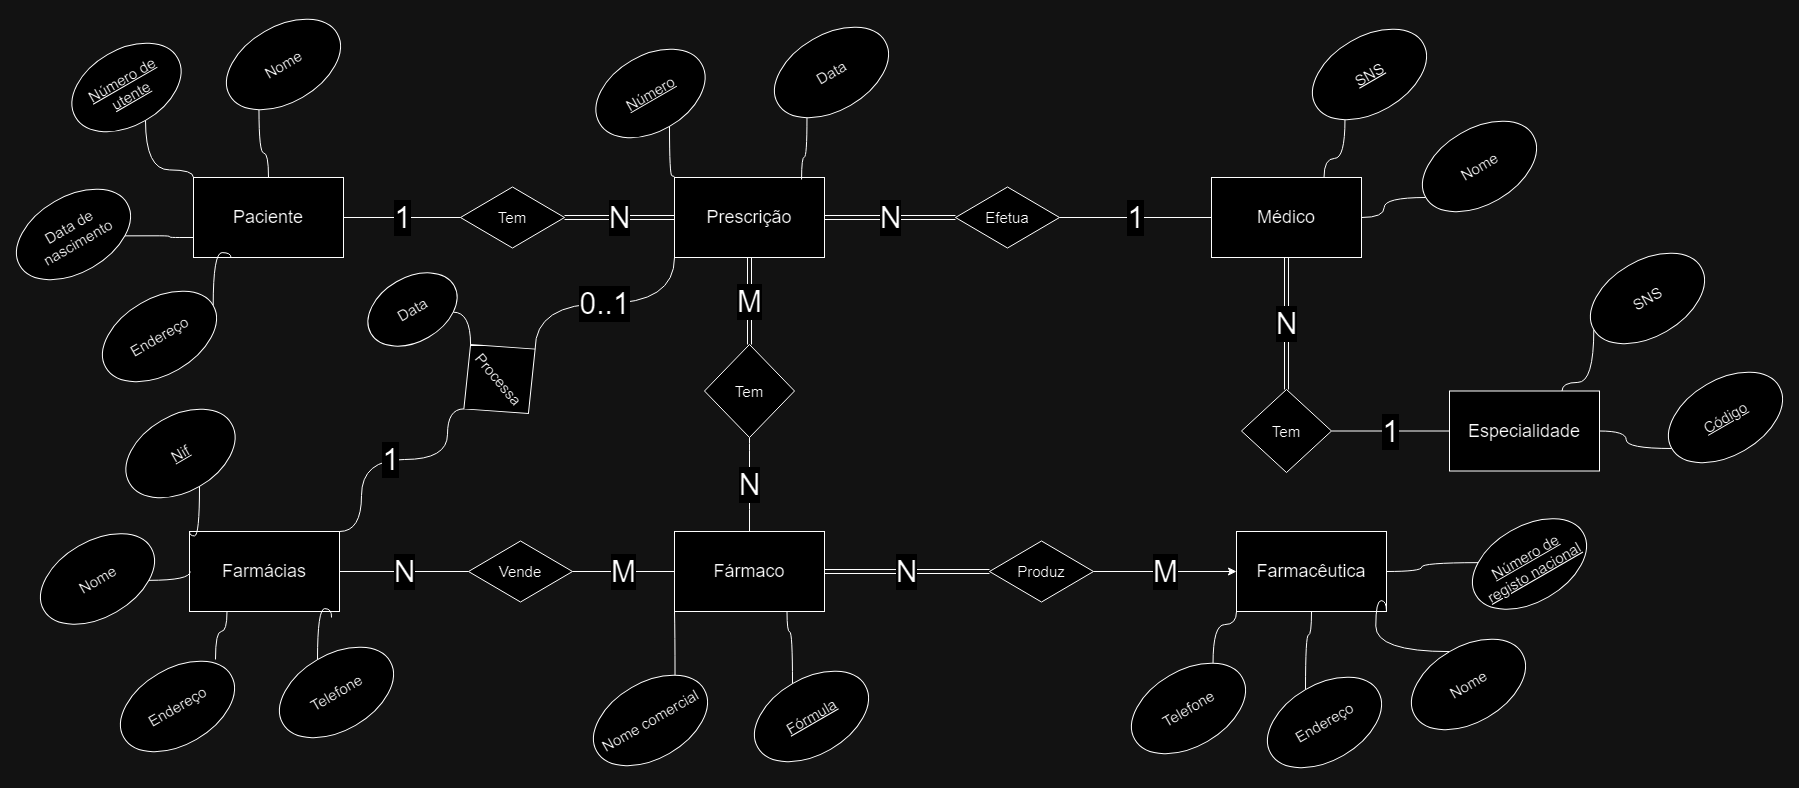 Número de
utente
Nome
Número
Data
SNS
Nome
Data de
nascimento
Paciente
1
Tem
N
Prescrição
N
Efetua
1
Médico
Endereço
Data
0..1
M
N
SNS
Processa
Tem
Tem
1
Especialidade
Código
Nif
1
N
Nome
Farmácias
N
Vende
M
Fármaco
N
Produz
M
Farmacêutica
Número de
registo nacional
Endereço
Telefone
Nome comercial
Fórmula
Telefone
Endereço
Nome